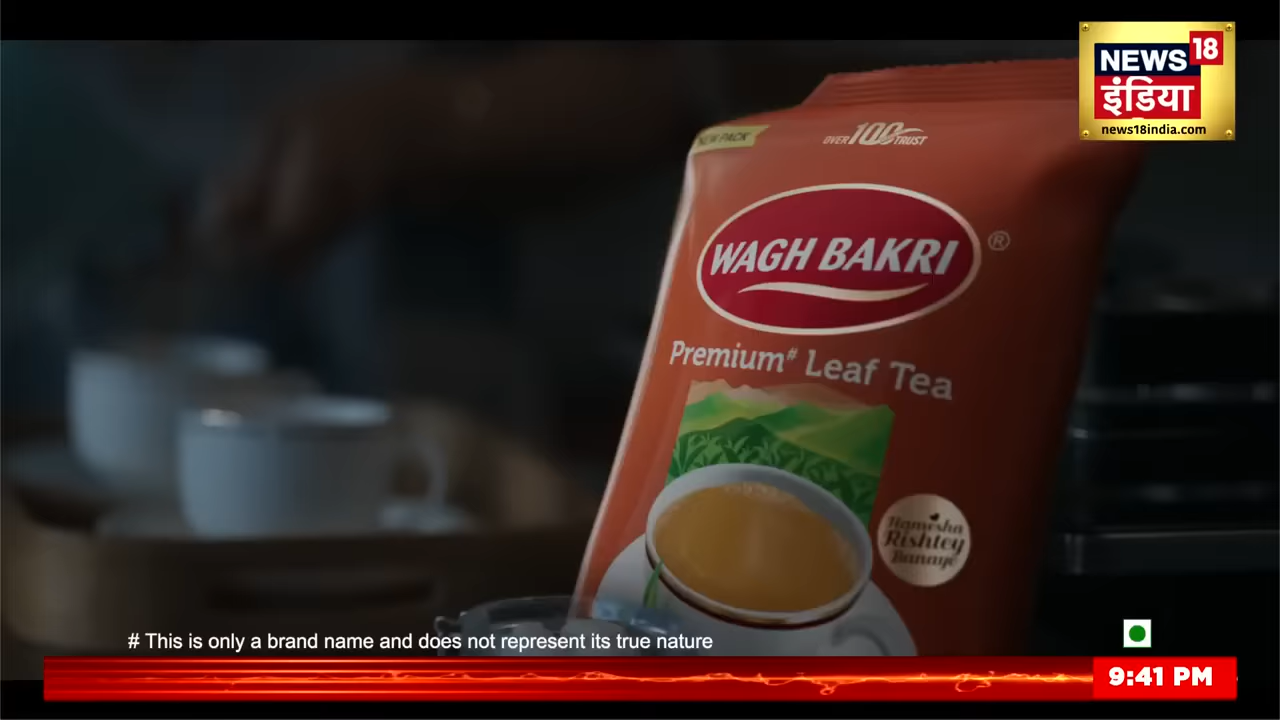 NEWS 18
इंडिया
news18india.com
NEW PACK
OVER 100 TRUST
WAGH BAKRI ®
Premium# Leaf Tea
Hamesha
Rishtey
Banaye
# This is only a brand name and does not represent its true nature
9:41 PM